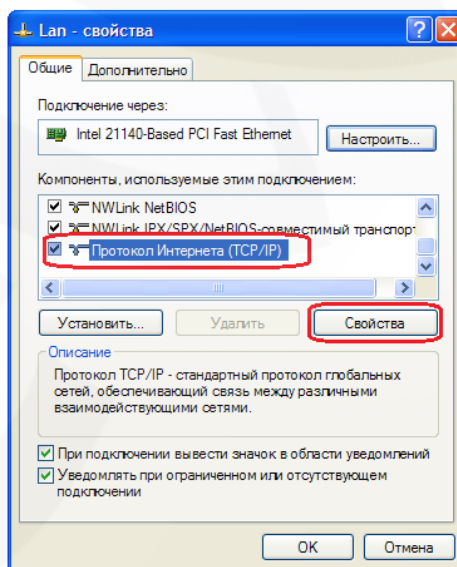 Lan - свойства
Общие Дополнительно
Подключение через:
Intel 21140-Based PCI Fast Ethernet
Настроить...
Компоненты, используемые этим подключением:
NWLink NetBIOS
NWLink IPX/SPX/NetBIOS-совместимый транспорт
Протокол Интернета (TCP/IP)
Установить... Удалить Свойства
Описание
Протокол TCP/IP - стандартный протокол глобальных
сетей, обеспечивающий связь между различными
взаимодействующими сетями.
При подключении вывести значок в области уведомлений
Уведомлять при ограниченном или отсутствующем
подключении
OK Отмена